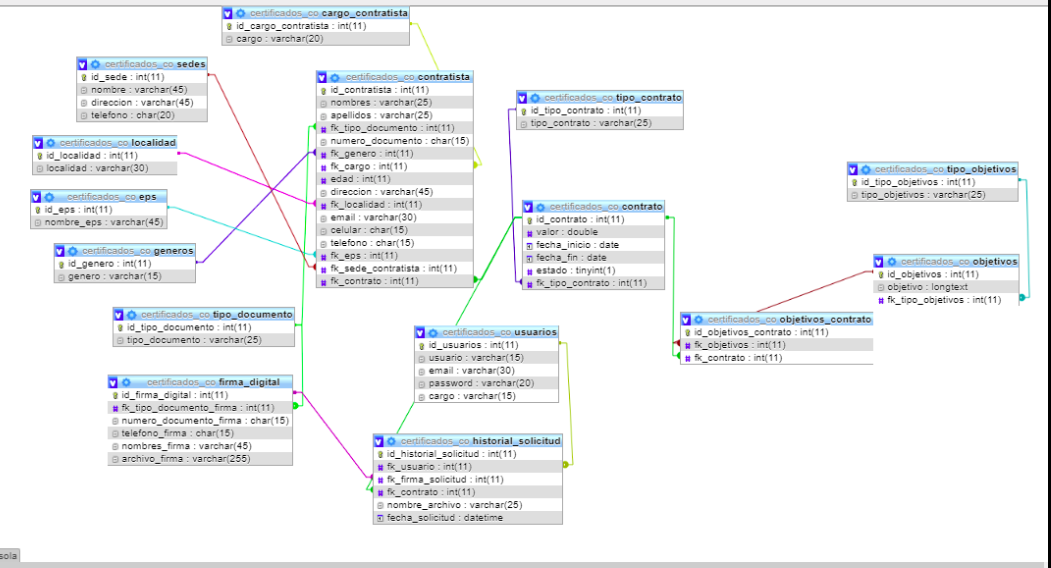 certificados_co cargo_contratista
id_cargo_contratista : int(11)
cargo : varchar(20)
certificados_co sedes
id_sede : int(11)
nombre : varchar(45)
direccion : varchar(45)
telefono : char(20)
certificados_co localidad
id_localidad : int(11)
localidad : varchar(30)
certificados_co eps
id_eps : int(11)
nombre_eps : varchar(45)
certificados_co generos
id_genero : int(11)
genero : varchar(15)
certificados_co tipo_documento
id_tipo_documento : int(11)
tipo_documento : varchar(25)
certificados_co firma_digital
id_firma_digital : int(11)
fk_tipo_documento_firma : int(11)
numero_documento_firma : char(15)
telefono_firma : char(15)
nombres_firma : varchar(45)
archivo_firma : varchar(255)
certificados_co contratista
id_contratista : int(11)
nombres : varchar(25)
apellidos : varchar(25)
fk_tipo_documento : int(11)
numero_documento : char(15)
fk_genero : int(11)
fk_cargo : int(11)
edad : int(11)
direccion : varchar(45)
fk_localidad : int(11)
email : varchar(30)
celular : char(15)
telefono : char(15)
fk_eps : int(11)
fk_sede_contratista : int(11)
fk_contrato : int(11)
certificados_co usuarios
id_usuarios : int(11)
usuario : varchar(15)
email : varchar(30)
password : varchar(20)
cargo : varchar(15)
certificados_co historial_solicitud
id_historial_solicitud : int(11)
fk_usuario : int(11)
fk_firma_solicitud : int(11)
fk_contrato : int(11)
nombre_archivo : varchar(25)
fecha_solicitud : datetime
certificados_co tipo_contrato
id_tipo_contrato : int(11)
tipo_contrato : varchar(25)
certificados_co contrato
id_contrato : int(11)
valor : double
fecha_inicio : date
fecha_fin : date
estado : tinyint(1)
fk_tipo_contrato : int(11)
certificados_co tipo_objetivos
id_tipo_objetivos : int(11)
tipo_objetivos : varchar(25)
certificados_co objetivos
id_objetivos : int(11)
objetivo : longtext
fk_tipo_objetivos : int(11)
certificados_co objetivos_contrato
id_objetivos_contrato : int(11)
fk_objetivos : int(11)
fk_contrato : int(11)
sola